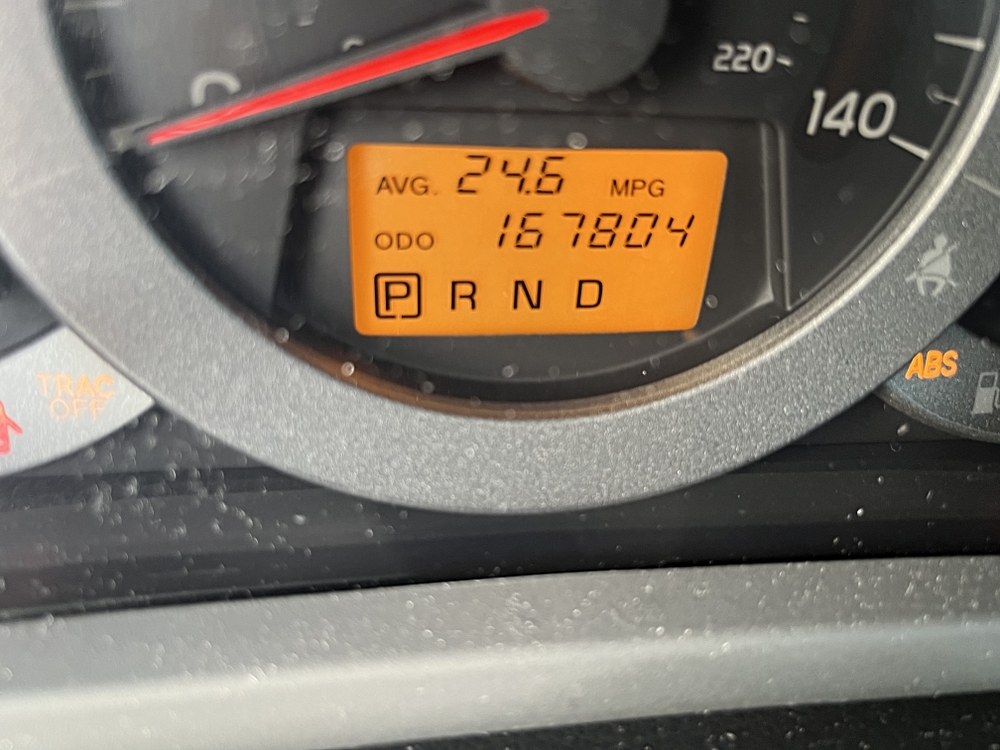 220
140
AVG. 24.6 MPG
ODO 167804
P R N D
TRAC
OFF
ABS